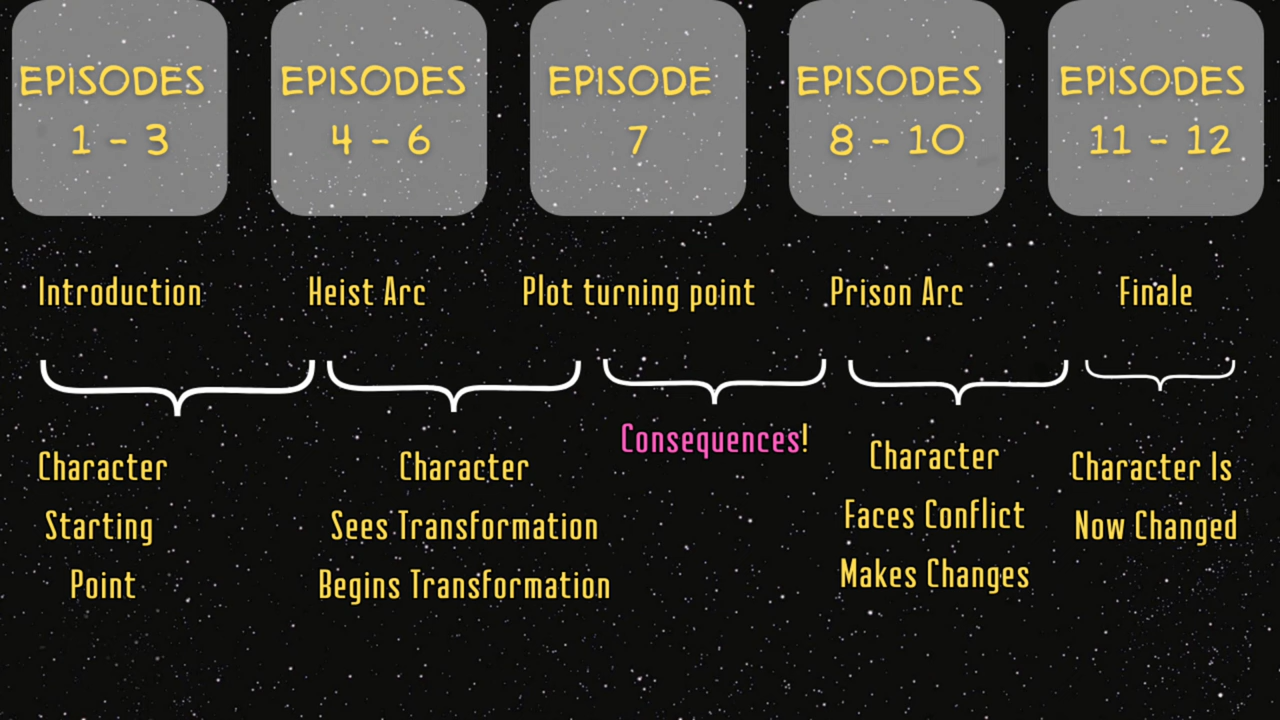 EPISODES
1 - 3
EPISODES
4 - 6
EPISODE
7
EPISODES
8 - 10
EPISODES
11 - 12
Introduction
Heist Arc
Plot turning point
Prison Arc
Finale
Character
Starting
Point
Character
Sees Transformation
Begins Transformation
Consequences!
Character
Faces Conflict
Makes Changes
Character Is
Now Changed